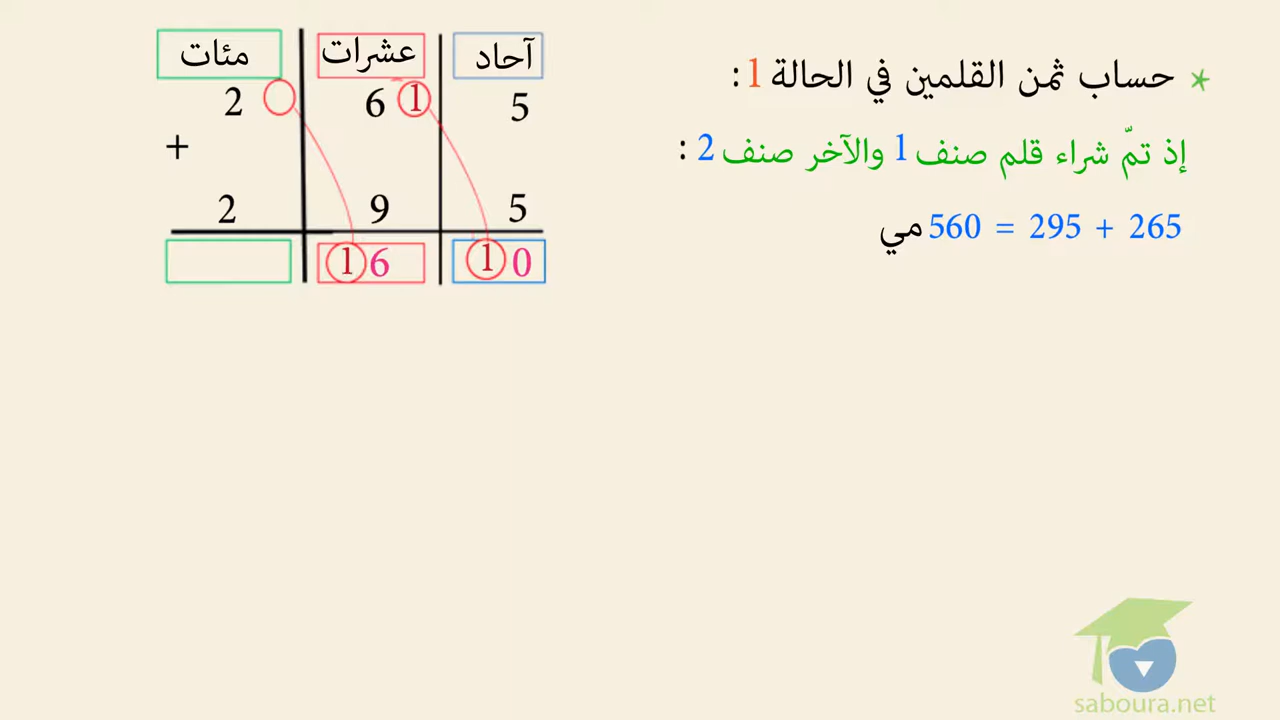 * حساب ثمن القلمين في الحالة 1 :
إذ تمّ شراء قلم صنف 1 والآخر صنف 2 :
265 + 295 = 560 مي
مئات عشرات آحاد
2 6 1 5
+
2 9 5
1 6 1 0
saboura.net